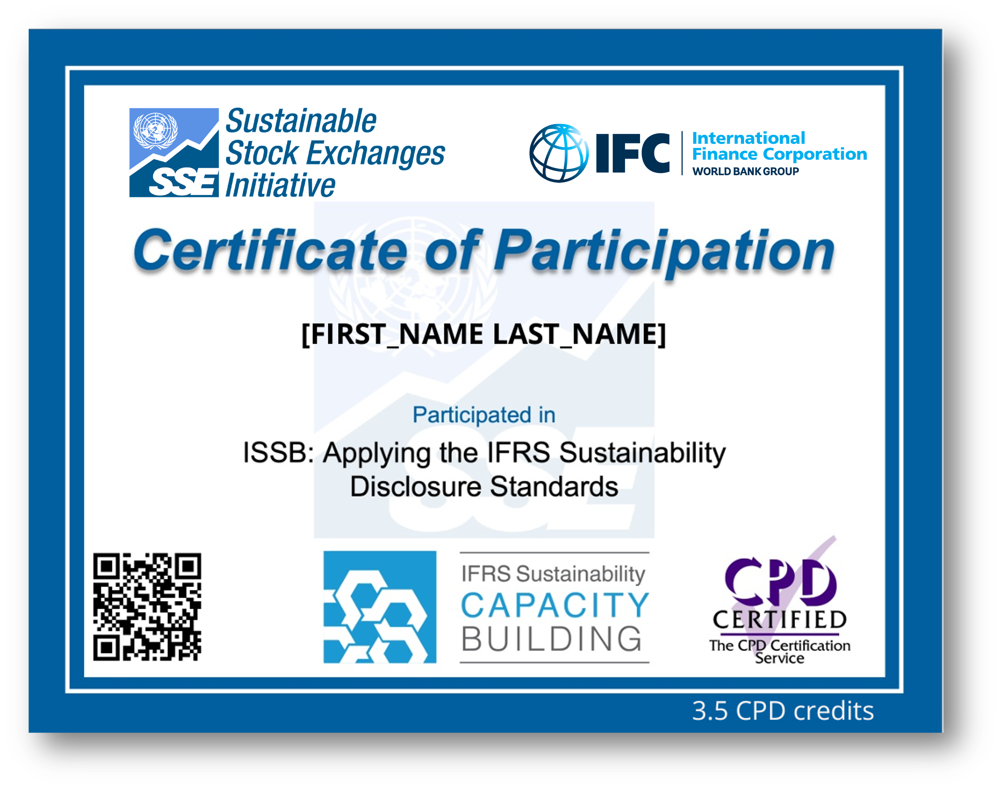 Sustainable
Stock Exchanges
Initiative
SSE
IFC
International
Finance Corporation
WORLD BANK GROUP
Certificate of Participation
[FIRST_NAME LAST_NAME]
Participated in
ISSB: Applying the IFRS Sustainability
Disclosure Standards
SSE
IFRS Sustainability
CAPACITY
BUILDING
CPD
CERTIFIED
The CPD Certification
Service
3.5 CPD credits